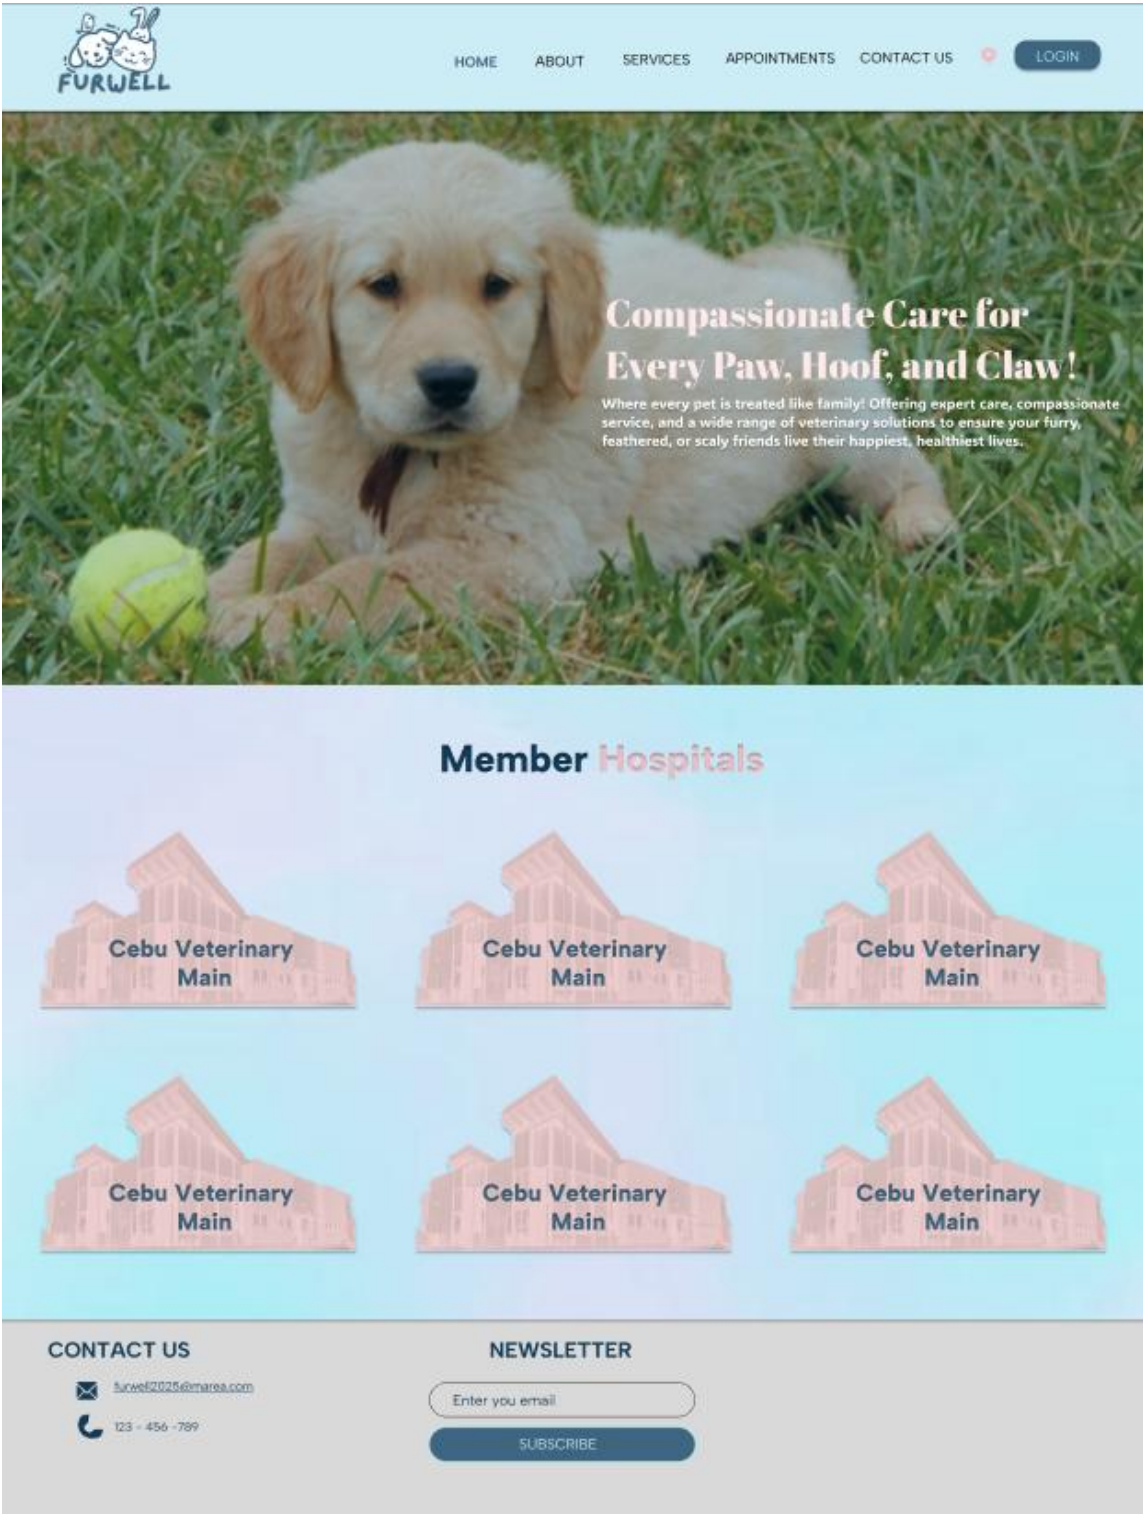 FURWELL
HOME ABOUT SERVICES APPOINTMENTS CONTACT US LOGIN
Compassionate Care for
Every Paw, Hoof, and Claw!
Where every pet is treated like family! Offering expert care, compassionate
service, and a wide range of veterinary solutions to ensure your furry,
feathered, or scaly friends live their happiest, healthiest lives.
Member Hospitals
Cebu Veterinary
Main
Cebu Veterinary
Main
Cebu Veterinary
Main
Cebu Veterinary
Main
Cebu Veterinary
Main
Cebu Veterinary
Main
CONTACT US
furwell2025@marea.com
123 - 456 -789
NEWSLETTER
Enter you email
SUBSCRIBE